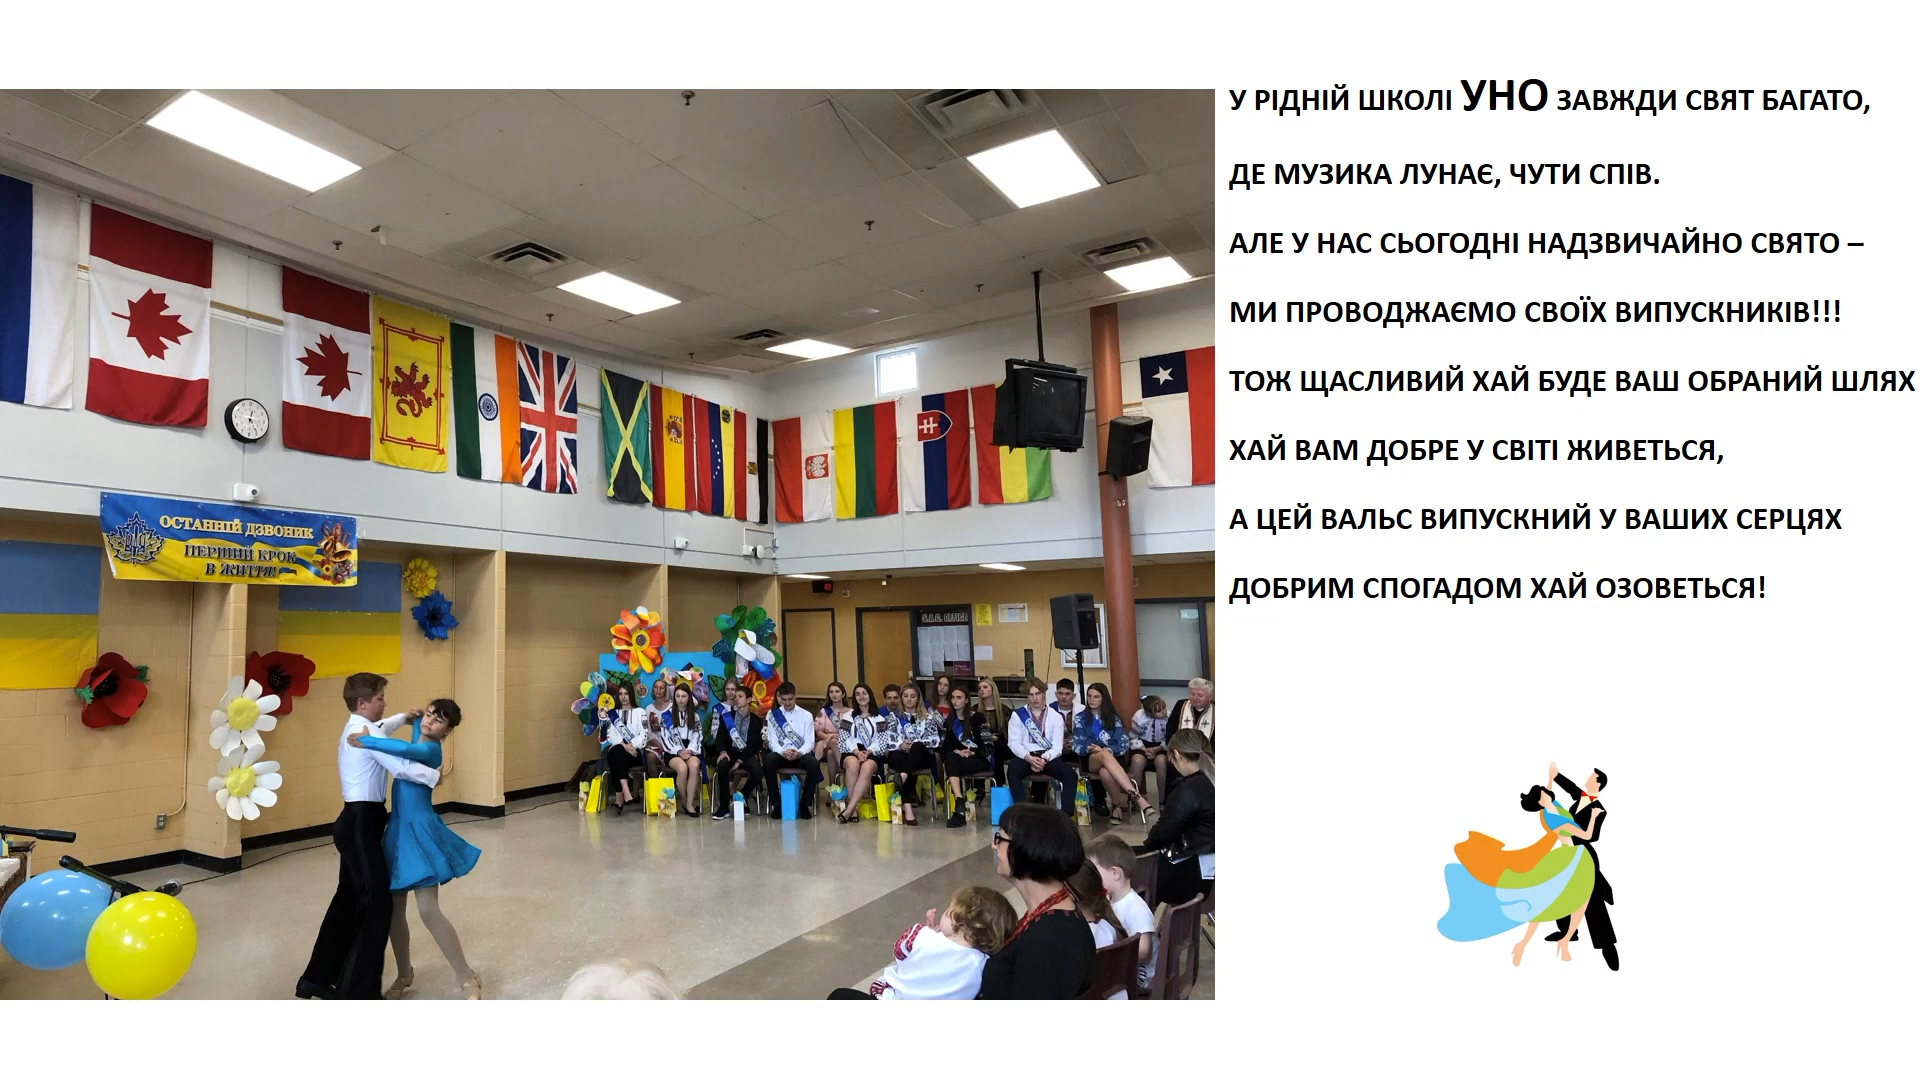 У РІДНІЙ ШКОЛІ УНО ЗАВЖДИ СВЯТ БАГАТО,
ДЕ МУЗИКА ЛУНАЄ, ЧУТИ СПІВ.
АЛЕ У НАС СЬОГОДНІ НАДЗВИЧАЙНО СВЯТО –
МИ ПРОВОДЖАЄМО СВОЇХ ВИПУСКНИКІВ!!!
ТОЖ ЩАСЛИВИЙ ХАЙ БУДЕ ВАШ ОБРАНИЙ ШЛЯХ
ХАЙ ВАМ ДОБРЕ У СВІТІ ЖИВЕТЬСЯ,
А ЦЕЙ ВАЛЬС ВИПУСКНИЙ У ВАШИХ СЕРЦЯХ
ДОБРИМ СПОГАДОМ ХАЙ ОЗОВЕТЬСЯ!
ОСТАННІЙ ДЗВОНИК
ПЕРШИЙ КРОК
В ЖИТТЯ!
S.A.C. OFFICE